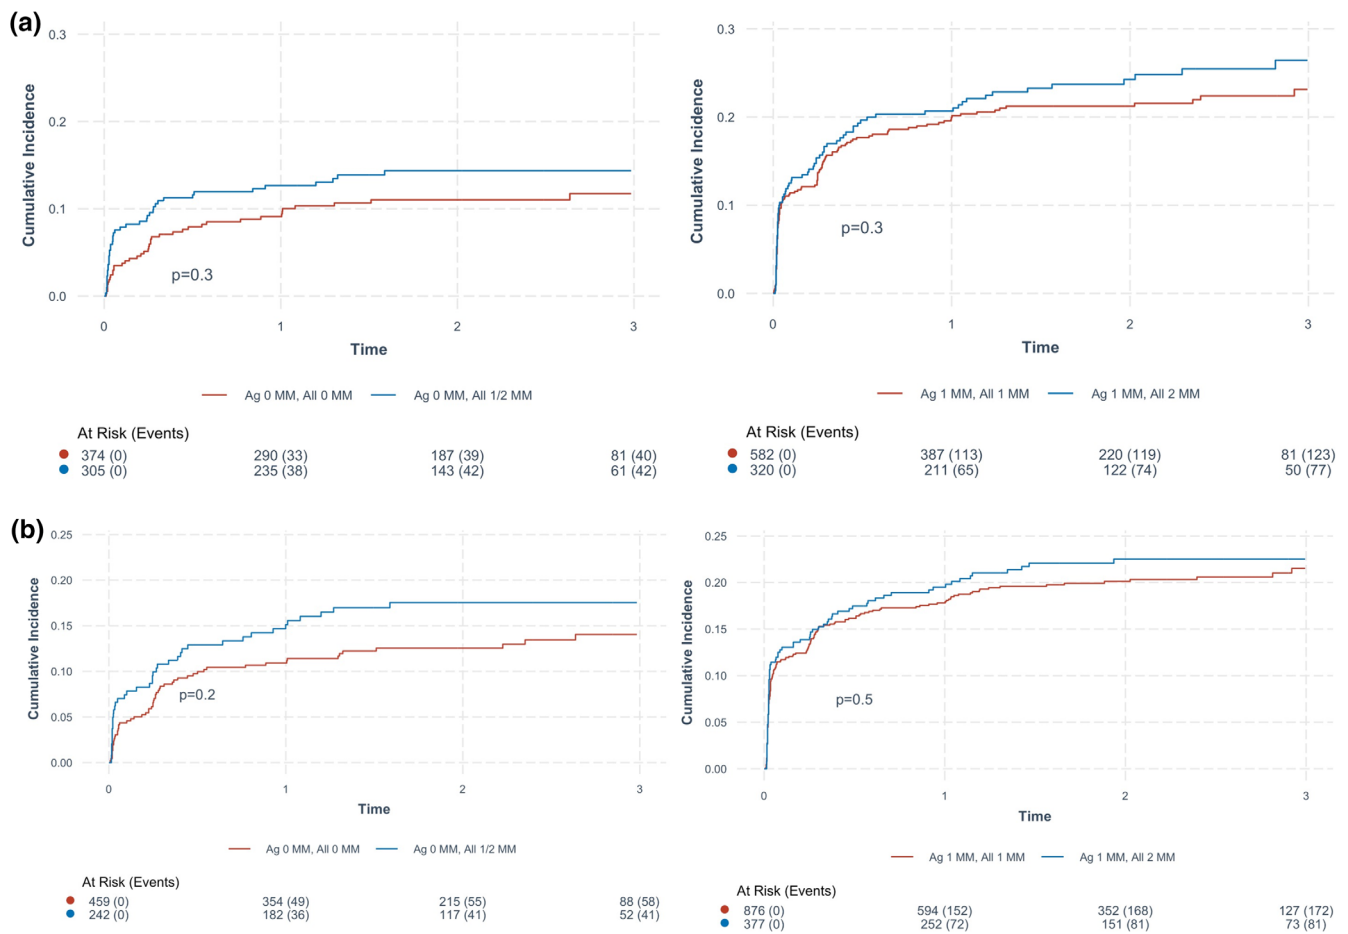 (a)
0.3
0.2
0.1
0.0
Cumulative Incidence
p=0.3
0 1 2 3
Time
Ag 0 MM, All 0 MM Ag 0 MM, All 1/2 MM
At Risk (Events)
374 (0) 290 (33) 187 (39) 81 (40)
305 (0) 235 (38) 143 (42) 61 (42)
0.3
0.2
0.1
0.0
Cumulative Incidence
p=0.3
0 1 2 3
Time
Ag 1 MM, All 1 MM Ag 1 MM, All 2 MM
At Risk (Events)
582 (0) 387 (113) 220 (119) 81 (123)
320 (0) 211 (65) 122 (74) 50 (77)
(b)
0.25
0.20
0.15
0.10
0.05
0.00
Cumulative Incidence
p=0.2
0 1 2 3
Time
Ag 0 MM, All 0 MM Ag 0 MM, All 1/2 MM
At Risk (Events)
459 (0) 354 (49) 215 (55) 88 (58)
242 (0) 182 (36) 117 (41) 52 (41)
0.25
0.20
0.15
0.10
0.05
0.00
Cumulative Incidence
p=0.5
0 1 2 3
Time
Ag 1 MM, All 1 MM Ag 1 MM, All 2 MM
At Risk (Events)
876 (0) 594 (152) 352 (168) 127 (172)
377 (0) 252 (72) 151 (81) 73 (81)